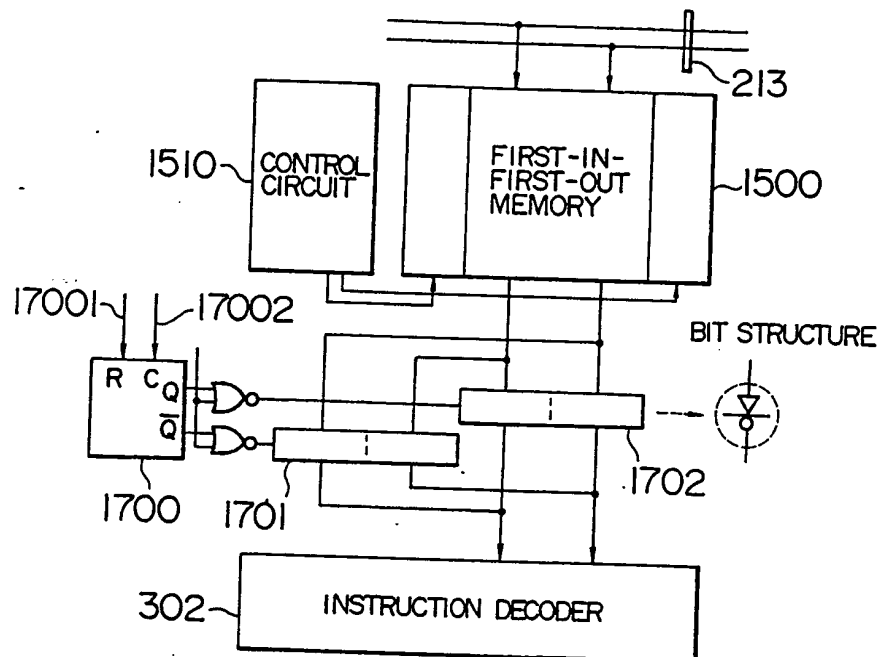 213
1510
CONTROL
CIRCUIT
FIRST-IN-
FIRST-OUT
MEMORY
1500
17001
17002
BIT STRUCTURE
R C
Q
Q̅
1700
1701
1702
302
INSTRUCTION DECODER